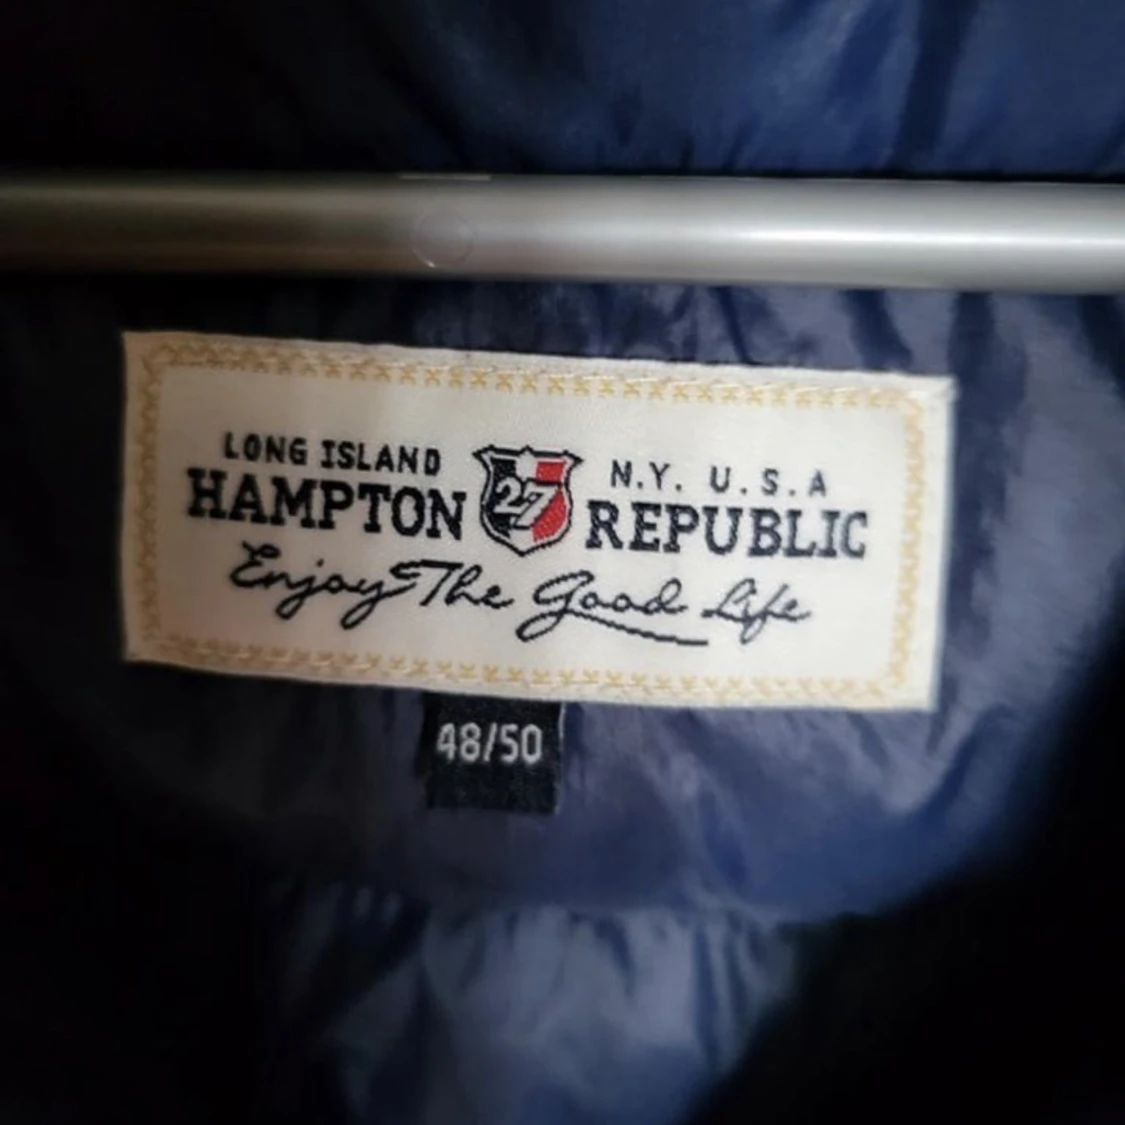 LONG ISLAND N.Y. U.S.A
HAMPTON 27 REPUBLIC
Enjoy The Good Life
48/50